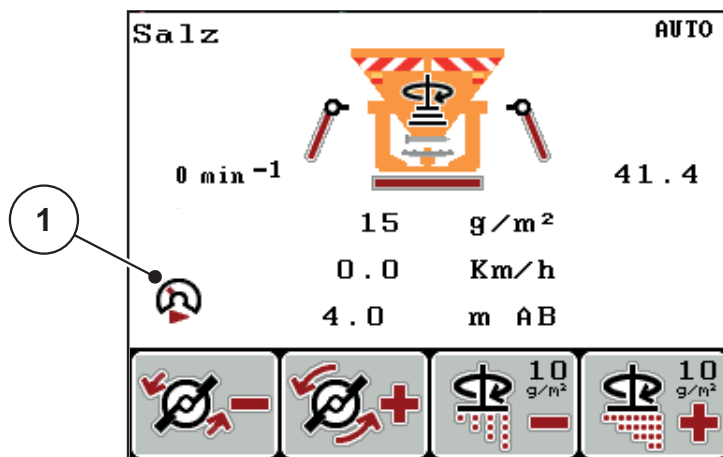 Salz AUTO
0 min -1 41.4
15 g/m²
1
0.0 Km/h
4.0 m AB
10 10
g/m² g/m²